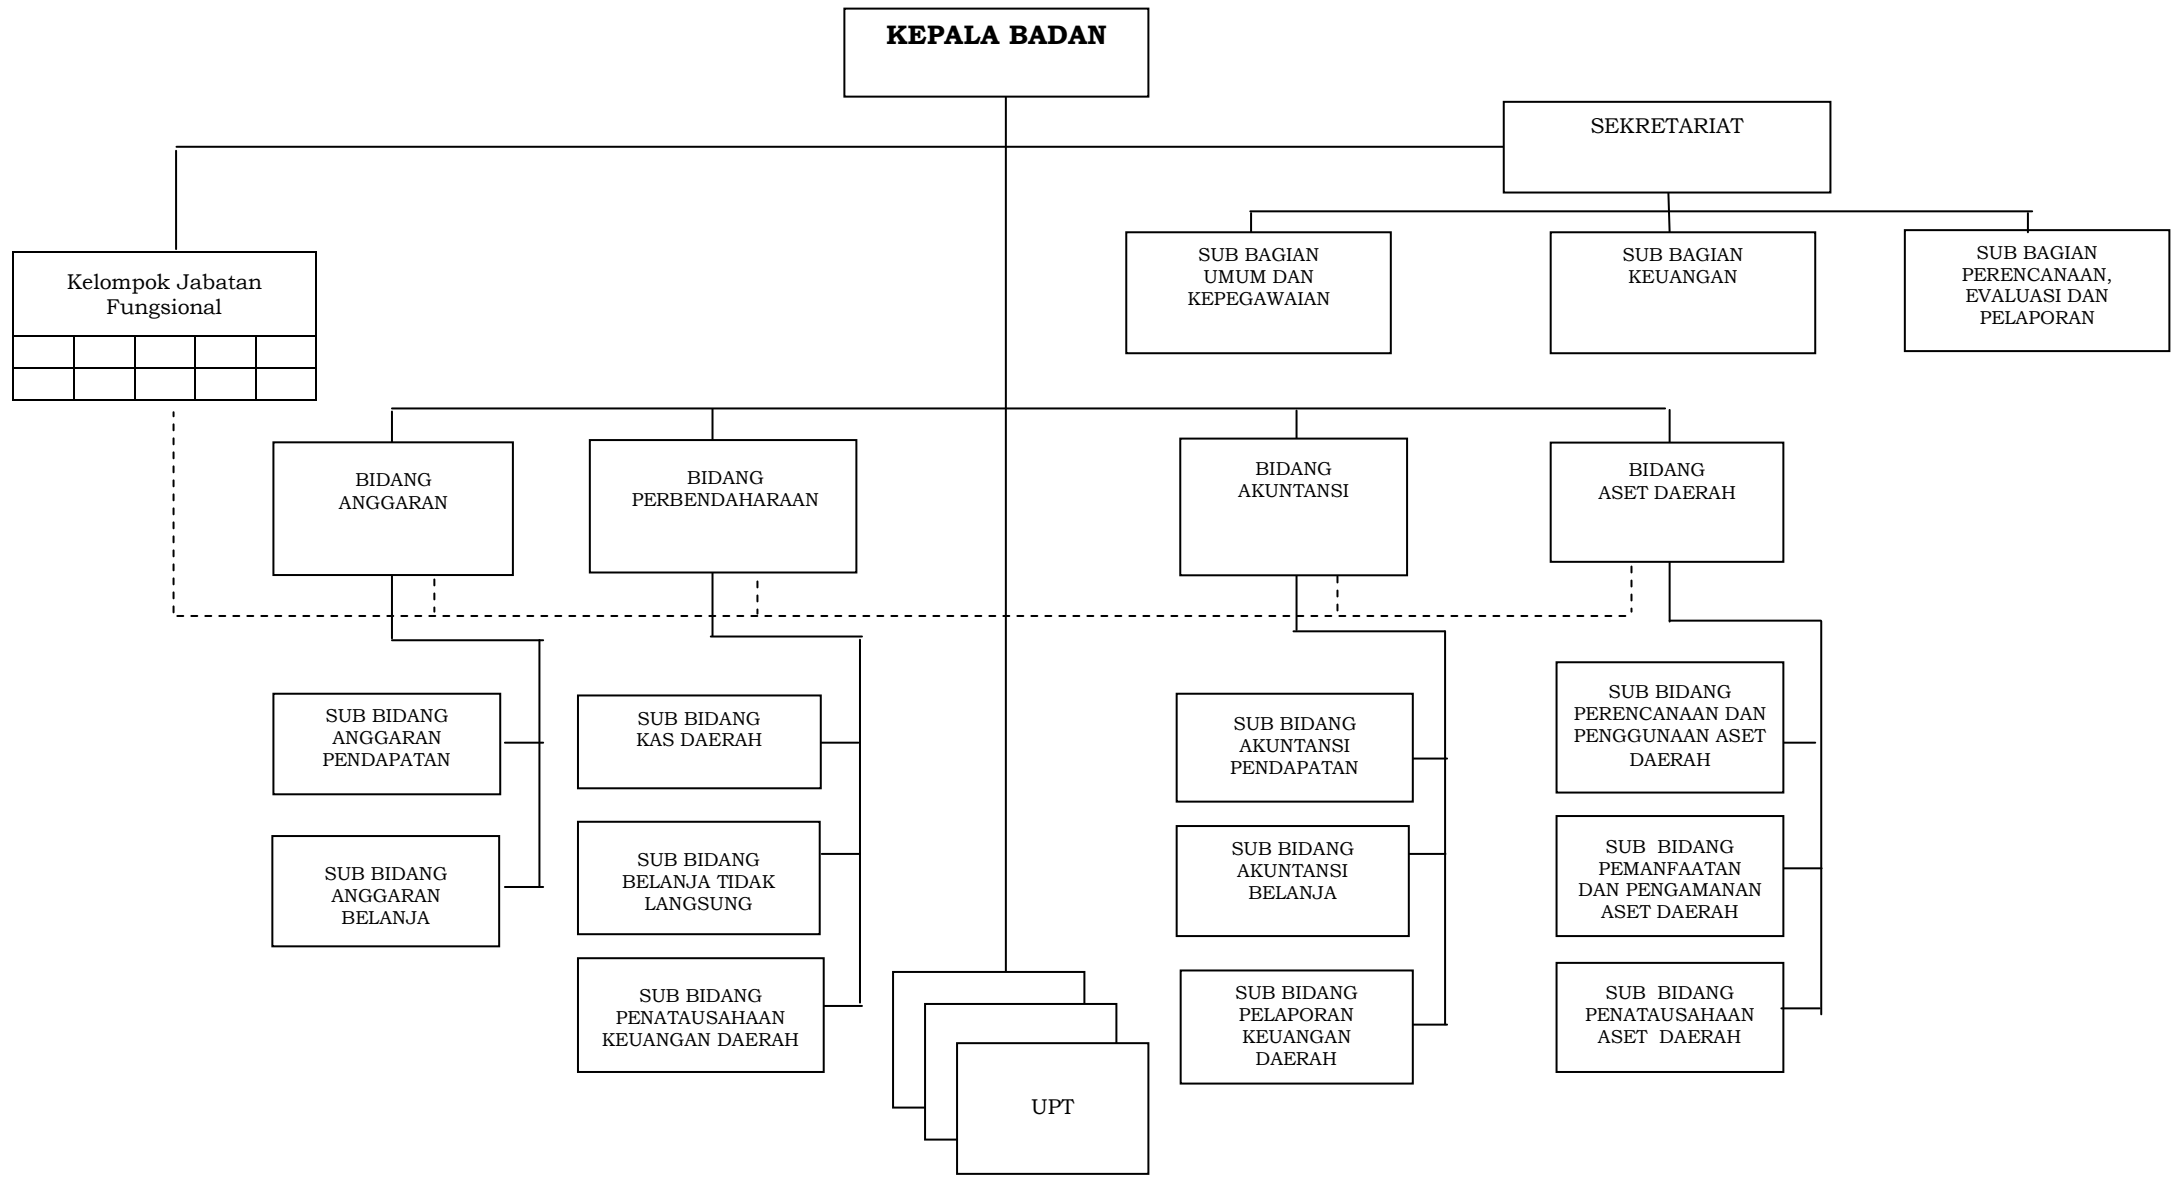 KEPALA BADAN
SEKRETARIAT
SUB BAGIAN
UMUM DAN
KEPEGAWAIAN
SUB BAGIAN
KEUANGAN
SUB BAGIAN
PERENCANAAN,
EVALUASI DAN
PELAPORAN
Kelompok Jabatan
Fungsional
BIDANG
ANGGARAN
BIDANG
PERBENDAHARAAN
BIDANG
AKUNTANSI
BIDANG
ASET DAERAH
SUB BIDANG
ANGGARAN
PENDAPATAN
SUB BIDANG
ANGGARAN
BELANJA
SUB BIDANG
KAS DAERAH
SUB BIDANG
BELANJA TIDAK
LANGSUNG
SUB BIDANG
PENATAUSAHAAN
KEUANGAN DAERAH
SUB BIDANG
AKUNTANSI
PENDAPATAN
SUB BIDANG
AKUNTANSI
BELANJA
SUB BIDANG
PELAPORAN
KEUANGAN
DAERAH
SUB BIDANG
PERENCANAAN DAN
PENGGUNAAN ASET
DAERAH
SUB  BIDANG
PEMANFAATAN
DAN PENGAMANAN
ASET DAERAH
SUB  BIDANG
PENATAUSAHAAN
ASET  DAERAH
UPT